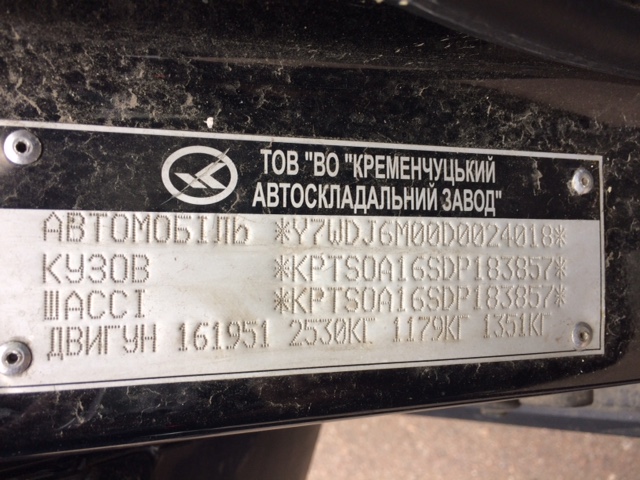 ТОВ "ВО "КРЕМЕНЧУЦЬКИЙ
АВТОСКЛАДАЛЬНИЙ ЗАВОД"
АВТОМОБІЛЬ *Y7WDJ6M00D0024018*
КУЗОВ *KPTS0A16SDP183857*
ШАССІ *KPTS0A16SDP183857*
ДВИГУН 161951 2530КГ 1179КГ 1351КГ